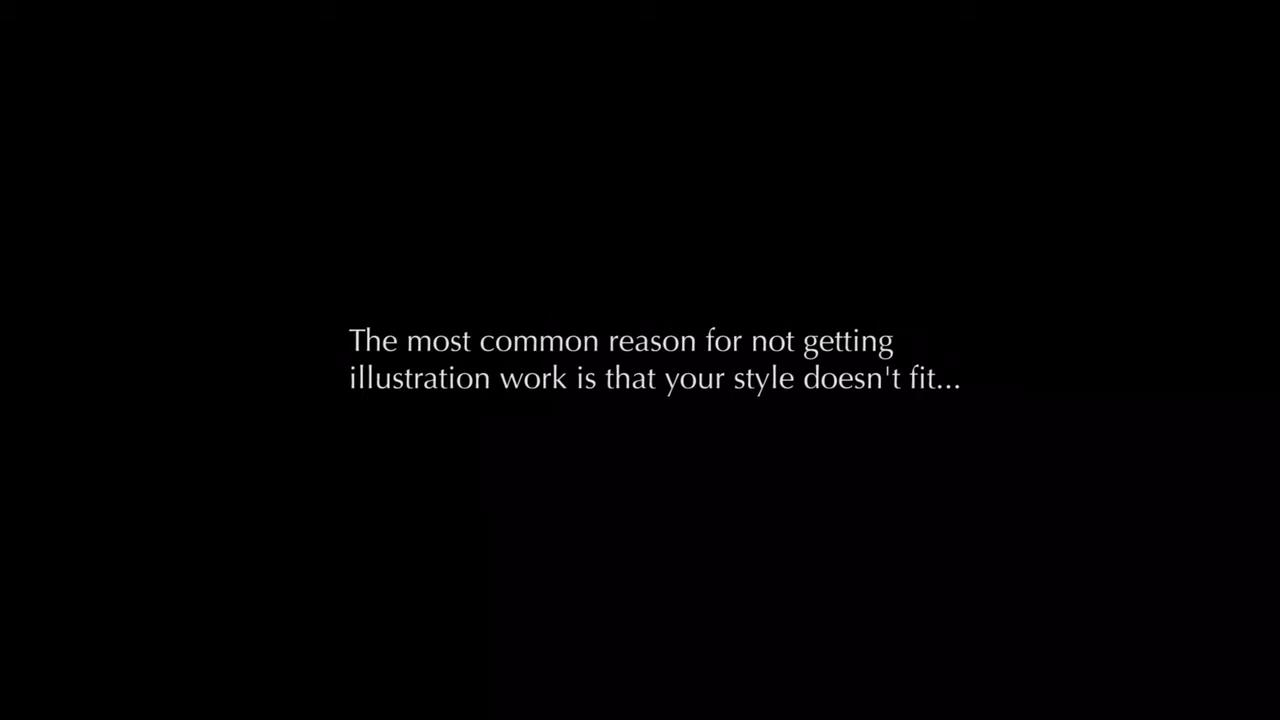 The most common reason for not getting
illustration work is that your style doesn't fit...